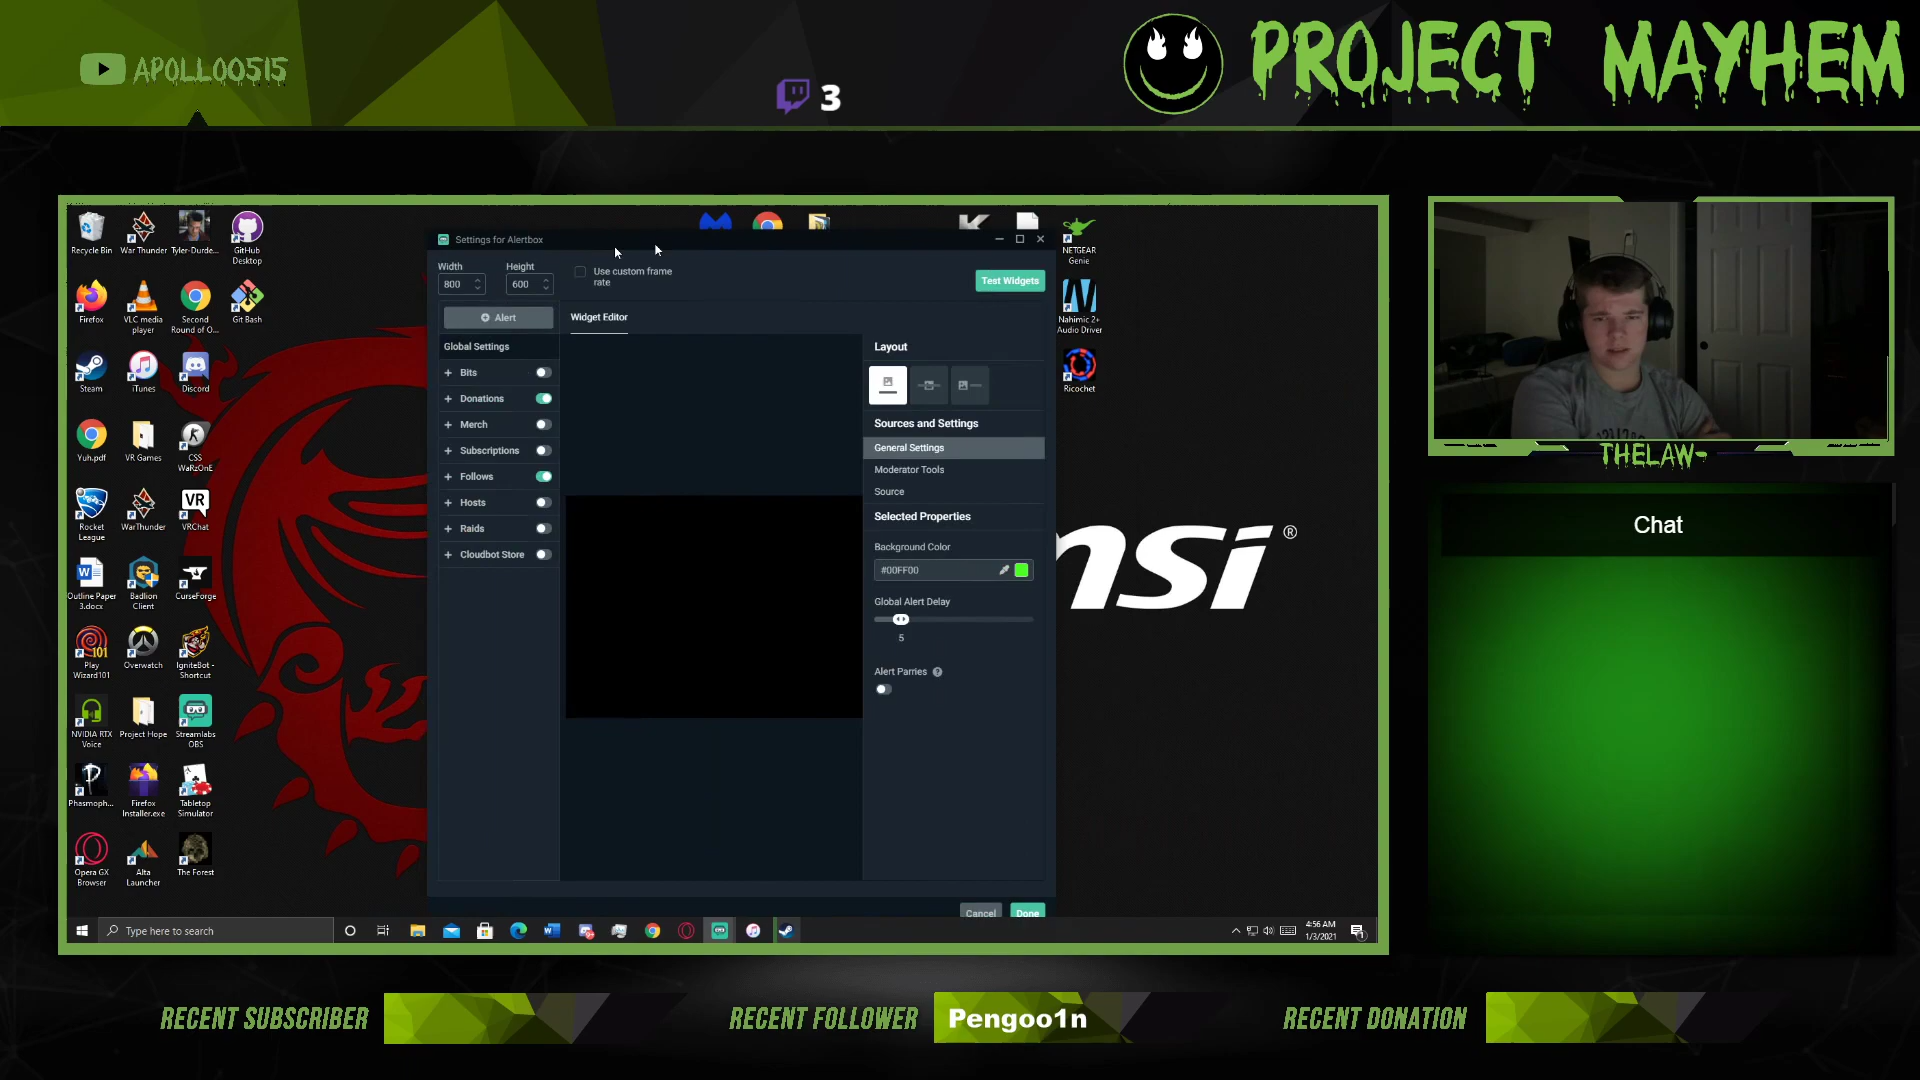 APOLLO0515
3
PROJECT MAYHEM
Recycle Bin
War Thunder
Tyler-Durde...
GitHub
Desktop
Firefox
VLC media
player
Second
Round of O...
Git Bash
Steam
iTunes
Discord
Yuh.pdf
VR Games
CSS
WaRzOnE
Rocket
League
WarThunder
VRChat
Outline Paper
3.docx
Badlion
Client
CurseForge
Play
Wizard101
Overwatch
IgniteBot -
Shortcut
NVIDIA RTX
Voice
Project Hope
Streamlabs
OBS
Phasmoph...
Firefox
Installer.exe
Tabletop
Simulator
Opera GX
Browser
Alta
Launcher
The Forest
NETGEAR
Genie
Nahimic 2+
Audio Driver
Ricochet
Settings for Alertbox
Width
800
Height
600
Use custom frame
rate
Test Widgets
Alert
Widget Editor
Global Settings
Bits
Donations
Merch
Subscriptions
Follows
Hosts
Raids
Cloudbot Store
Layout
Sources and Settings
General Settings
Moderator Tools
Source
Selected Properties
Background Color
#00FF00
Global Alert Delay
5
Alert Parries
Cancel
Done
msi®
Type here to search
4:56 AM
1/3/2021
THELAW-
Chat
RECENT SUBSCRIBER
RECENT FOLLOWER
Pengoo1n
RECENT DONATION